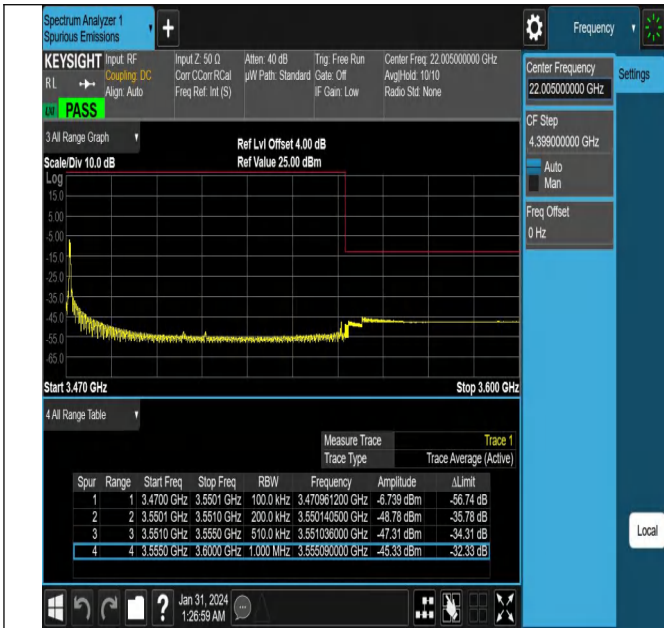 Spectrum Analyzer 1
Spurious Emissions
Frequency
KEYSIGHT
RL
Input: RF
Coupling: DC
Align: Auto
Input Z: 50 Ω
Corr CCorr RCal
Freq Ref: Int (S)
Atten: 40 dB
µW Path: Standard
Trig: Free Run
Gate: Off
IF Gain: Low
Center Freq: 22.005000000 GHz
Avg|Hold: 10/10
Radio Std: None
PASS
Center Frequency
22.005000000 GHz
Settings
CF Step
4.399000000 GHz
Auto
Man
Freq Offset
0 Hz
3 All Range Graph
Scale/Div 10.0 dB
Ref Lvl Offset 4.00 dB
Ref Value 25.00 dBm
Log
15.0
5.00
-5.00
-15.0
-25.0
-35.0
-45.0
-55.0
-65.0
Start 3.470 GHz
Stop 3.600 GHz
4 All Range Table
Measure Trace Trace 1
Trace Type Trace Average (Active)
Spur Range Start Freq Stop Freq RBW Frequency Amplitude ΔLimit
1 1 3.4700 GHz 3.5501 GHz 100.0 kHz 3.470961200 GHz -6.739 dBm -56.74 dB
2 2 3.5501 GHz 3.5510 GHz 200.0 kHz 3.550140500 GHz -48.78 dBm -35.78 dB
3 3 3.5510 GHz 3.5550 GHz 510.0 kHz 3.551036000 GHz -47.31 dBm -34.31 dB
4 4 3.5550 GHz 3.6000 GHz 1.000 MHz 3.555090000 GHz -45.33 dBm -32.33 dB
Local
Jan 31, 2024
1:26:59 AM